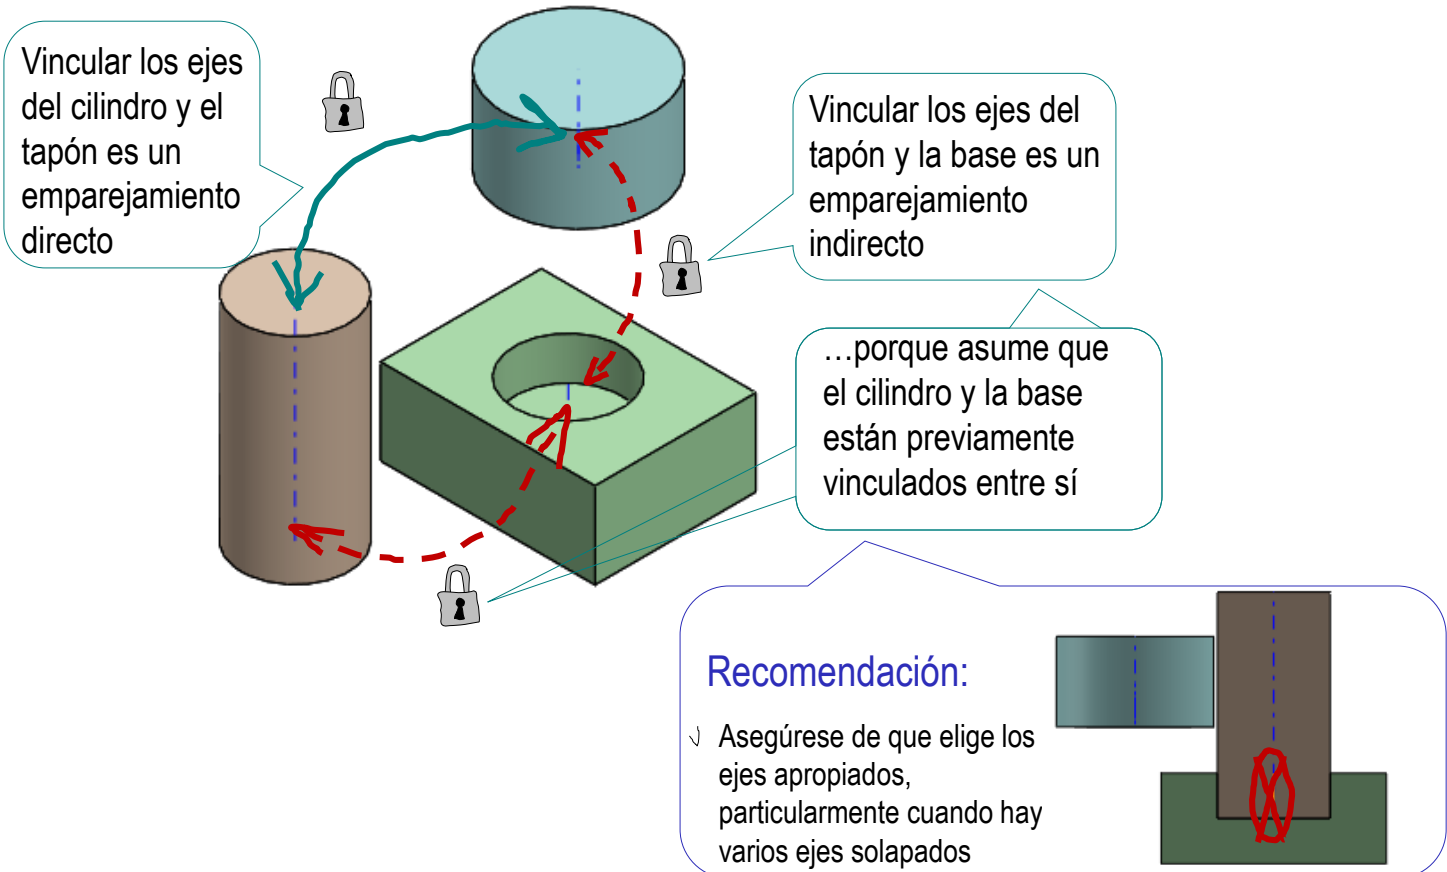 Vincular los ejes
del cilindro y el
tapón es un
emparejamiento
directo
Vincular los ejes del
tapón y la base es un
emparejamiento
indirecto
…porque asume que
el cilindro y la base
están previamente
vinculados entre sí
Recomendación:
Asegúrese de que elige los
ejes apropiados,
particularmente cuando hay
varios ejes solapados